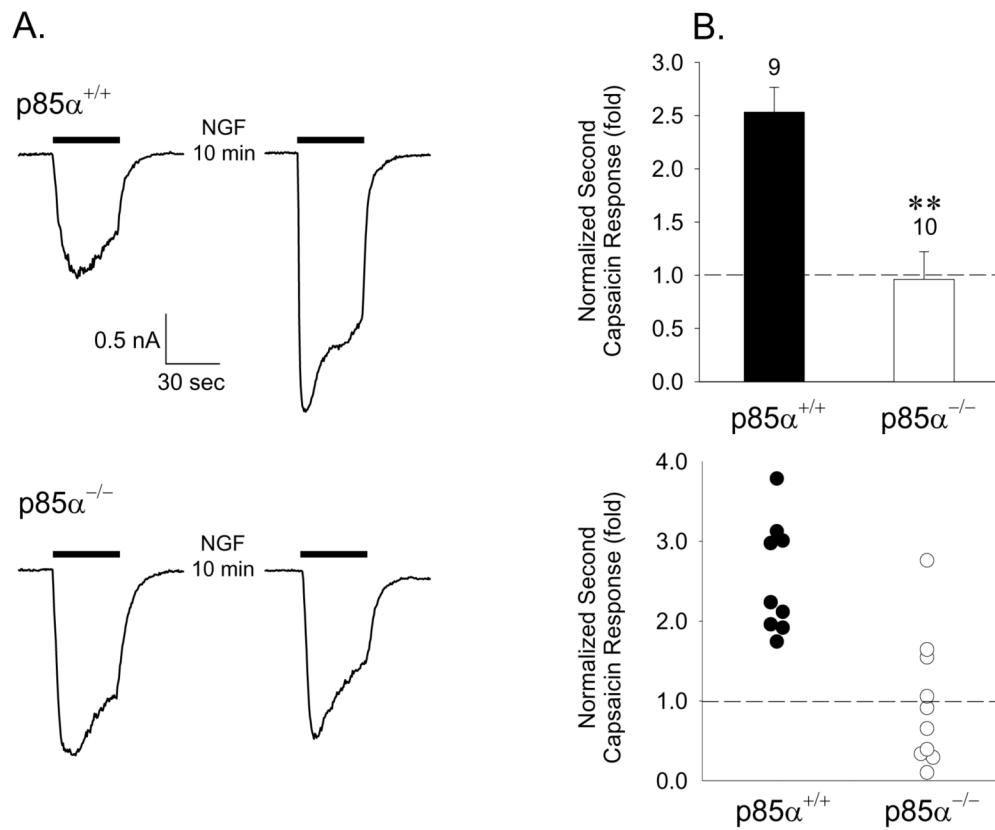 A.
p85α+/+
NGF
10 min
0.5 nA
30 sec
p85α−/−
NGF
10 min
B.
Normalized Second
Capsaicin Response (fold)
3.0
2.5
2.0
1.5
1.0
0.5
0.0
9
**
10
p85α+/+
p85α−/−
Normalized Second
Capsaicin Response (fold)
4.0
3.0
2.0
1.0
0.0
p85α+/+
p85α−/−